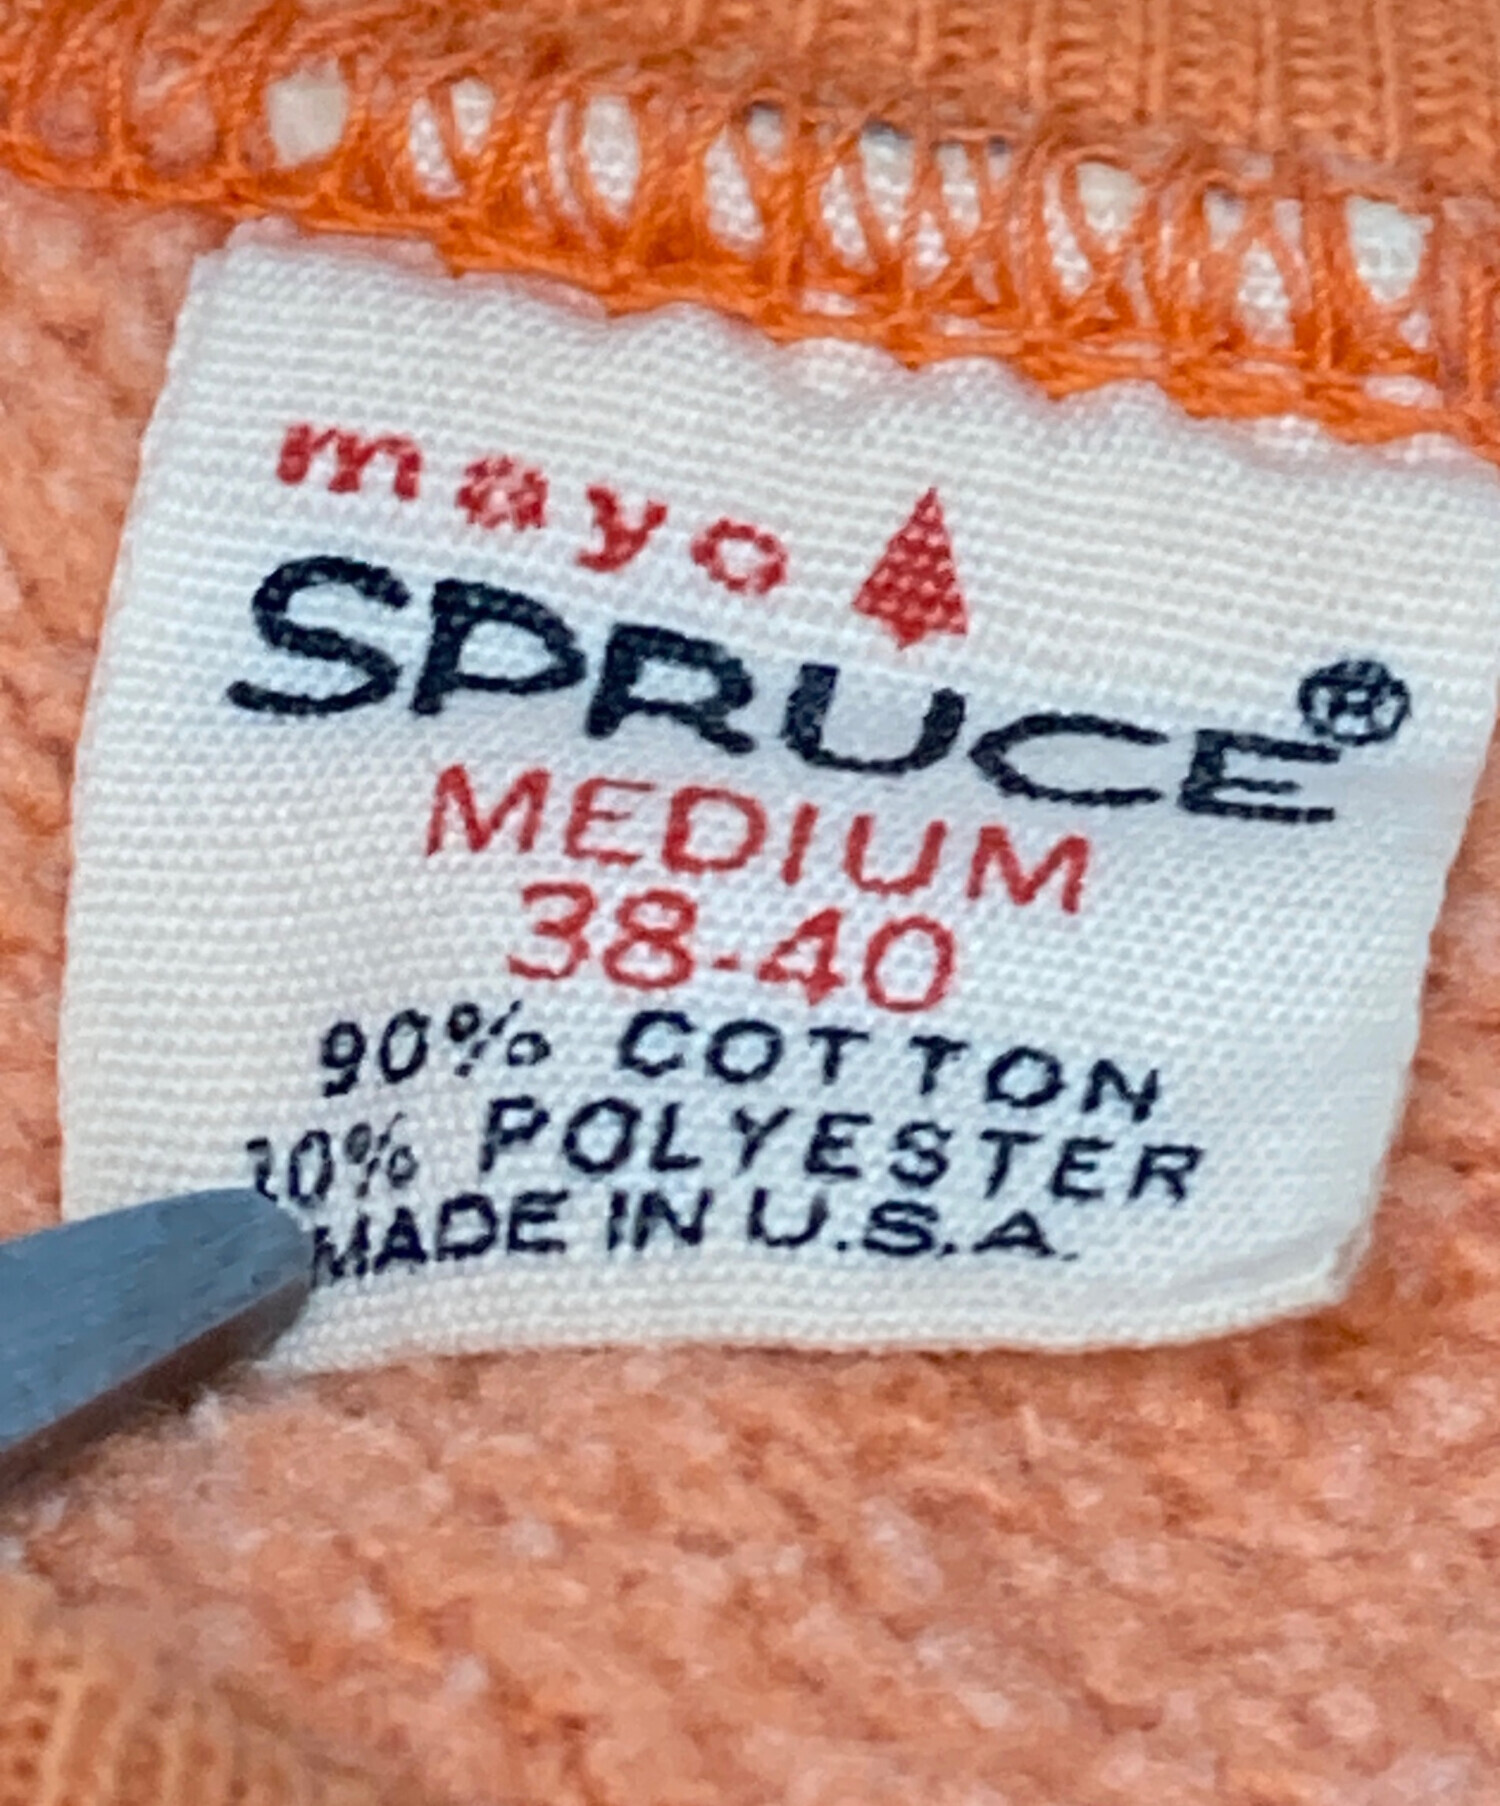 mayo
SPRUCE®
MEDIUM
38-40
90% COTTON
10% POLYESTER
MADE IN U.S.A.